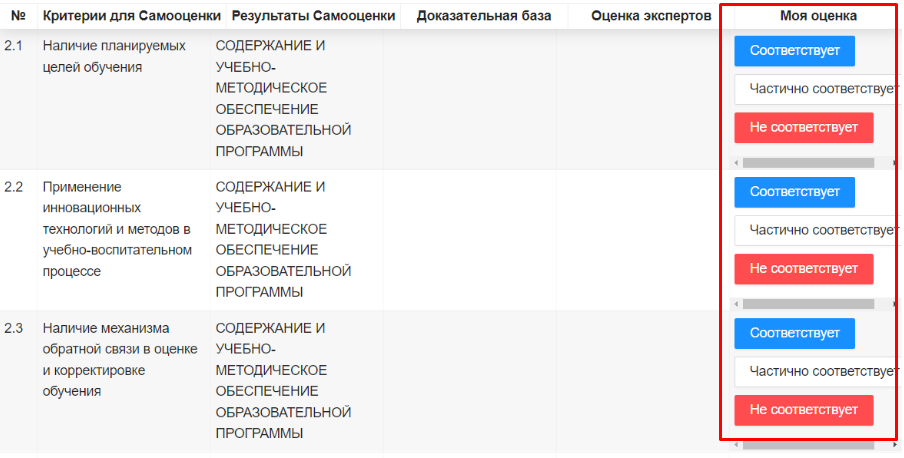 № Критерии для Самооценки Результаты Самооценки Доказательная база Оценка экспертов Моя оценка
2.1
Наличие планируемых
целей обучения
СОДЕРЖАНИЕ И
УЧЕБНО-
МЕТОДИЧЕСКОЕ
ОБЕСПЕЧЕНИЕ
ОБРАЗОВАТЕЛЬНОЙ
ПРОГРАММЫ
Соответствует
Частично соответствует
Не соответствует
2.2
Применение
инновационных
технологий и методов в
учебно-воспитательном
процессе
СОДЕРЖАНИЕ И
УЧЕБНО-
МЕТОДИЧЕСКОЕ
ОБЕСПЕЧЕНИЕ
ОБРАЗОВАТЕЛЬНОЙ
ПРОГРАММЫ
Соответствует
Частично соответствует
Не соответствует
2.3
Наличие механизма
обратной связи в оценке
и корректировке
обучения
СОДЕРЖАНИЕ И
УЧЕБНО-
МЕТОДИЧЕСКОЕ
ОБЕСПЕЧЕНИЕ
ОБРАЗОВАТЕЛЬНОЙ
ПРОГРАММЫ
Соответствует
Частично соответствует
Не соответствует